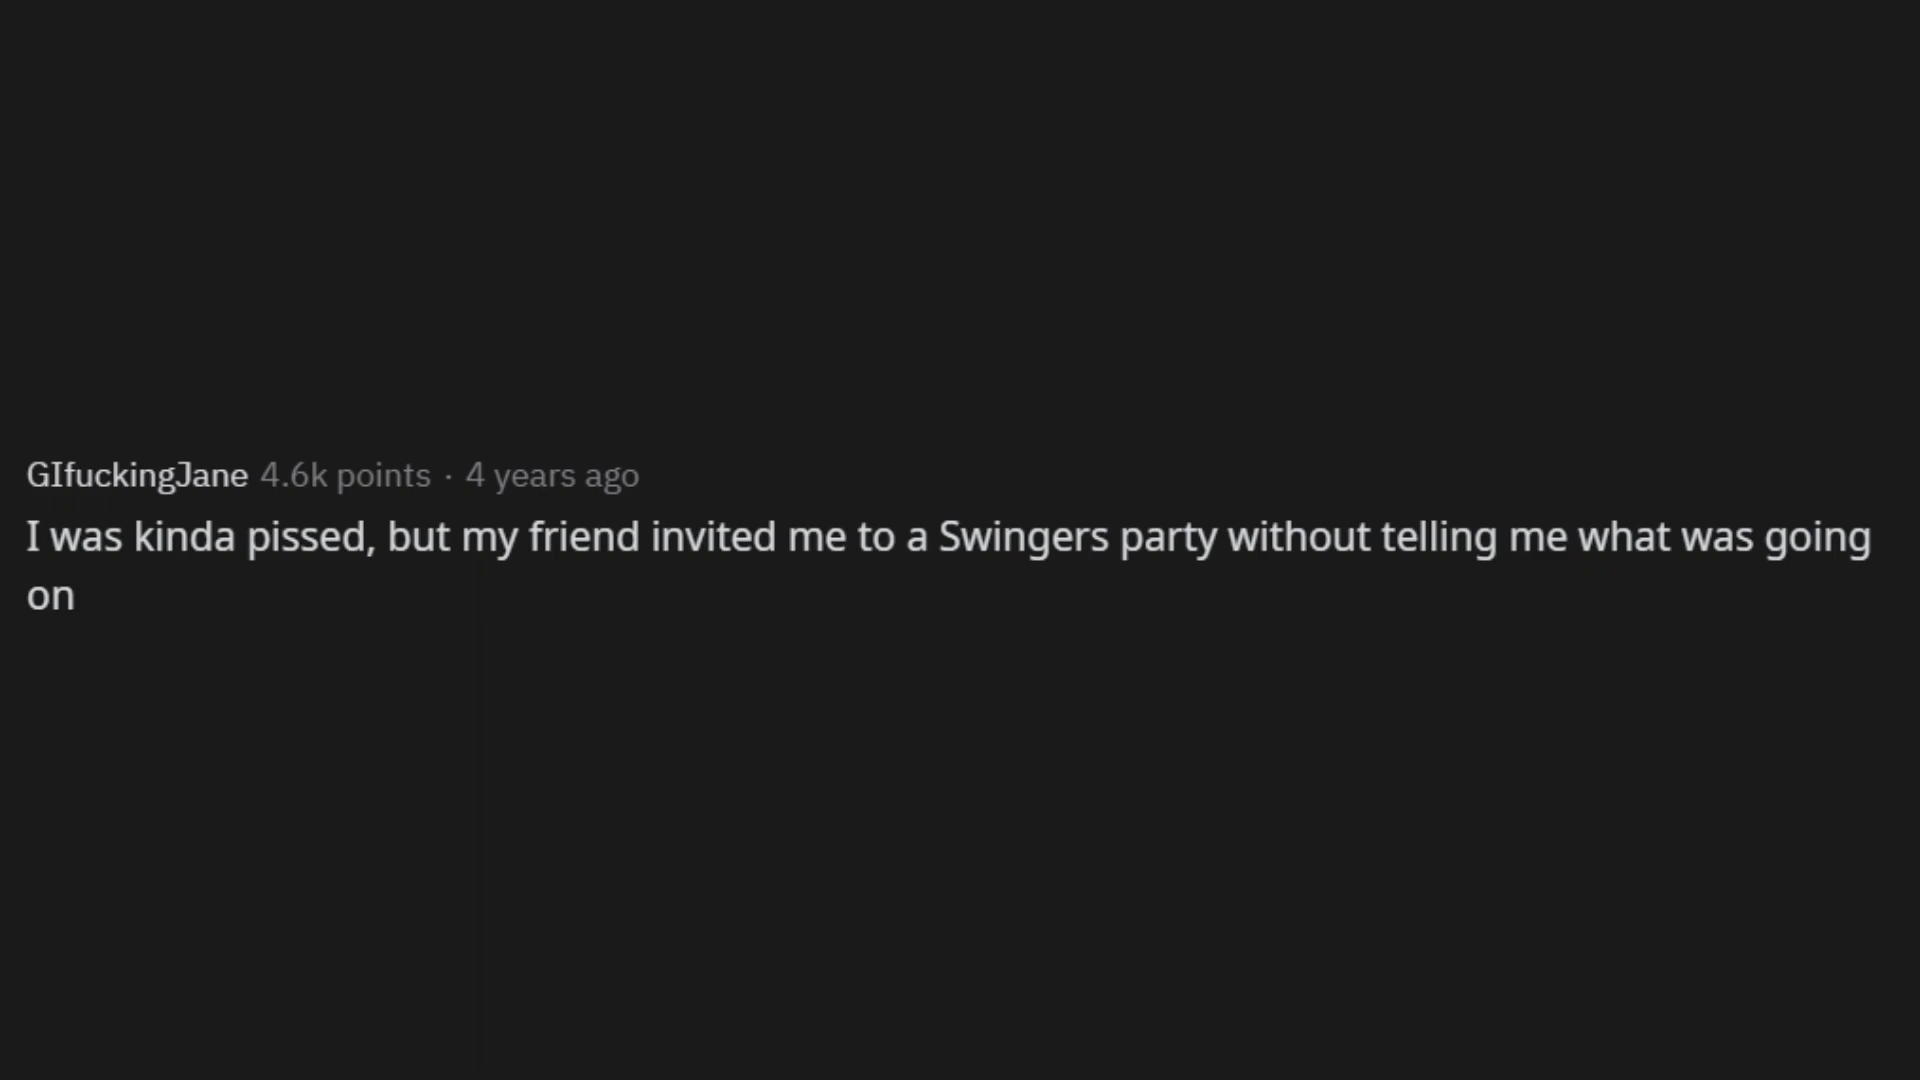 GIfuckingJane 4.6k points · 4 years ago
I was kinda pissed, but my friend invited me to a Swingers party without telling me what was going
on